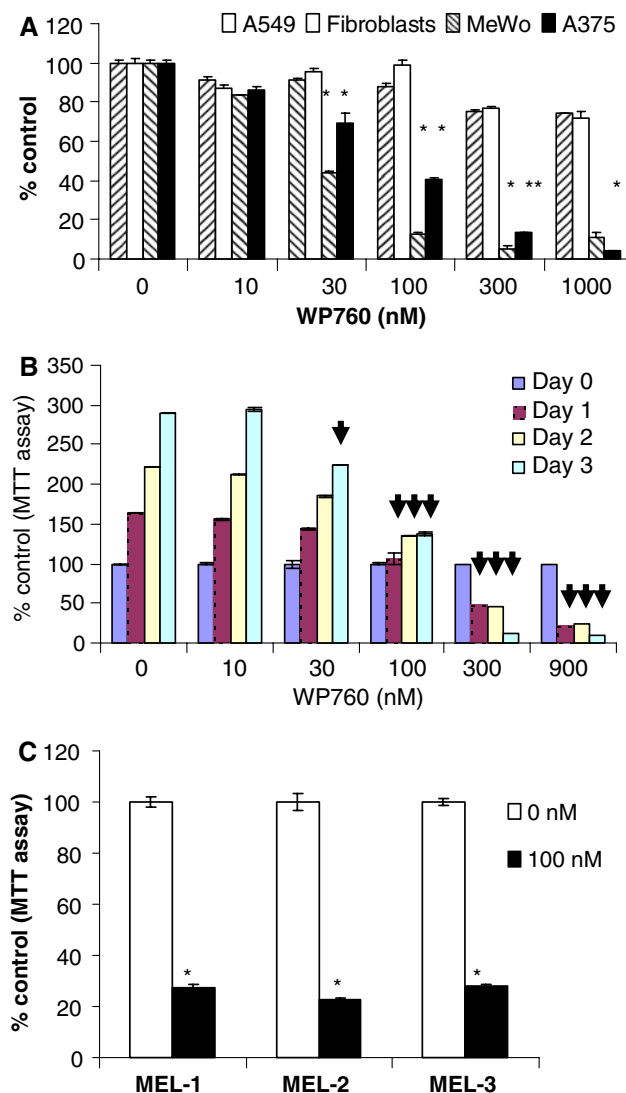 A
120
A549 Fibroblasts MeWo A375
100
80
60
40
20
0
% control
* *
* *
* **
*
0 10 30 100 300 1000
WP760 (nM)
B
350
300
250
200
150
100
50
0
% control (MTT assay)
Day 0
Day 1
Day 2
Day 3
0 10 30 100 300 900
WP760 (nM)
C
120
100
80
60
40
20
0
% control (MTT assay)
0 nM
100 nM
* * *
MEL-1 MEL-2 MEL-3